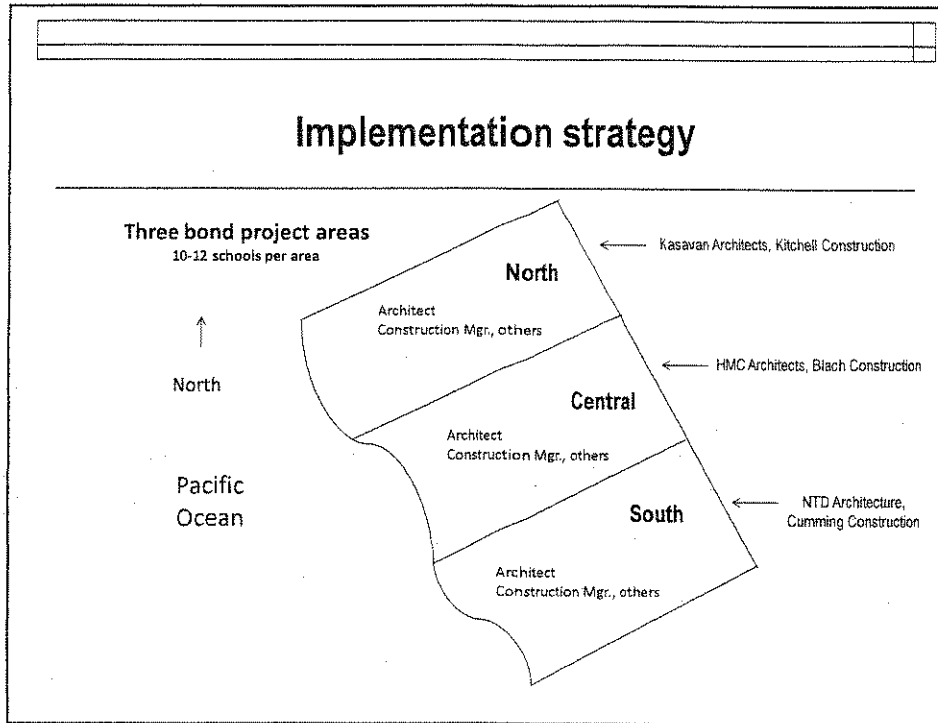 Implementation strategy
Three bond project areas
10-12 schools per area
North
Pacific
Ocean
North
Architect
Construction Mgr., others
Kasavan Architects, Kitchell Construction
Central
Architect
Construction Mgr., others
HMC Architects, Blach Construction
South
Architect
Construction Mgr., others
NTD Architecture,
Cumming Construction